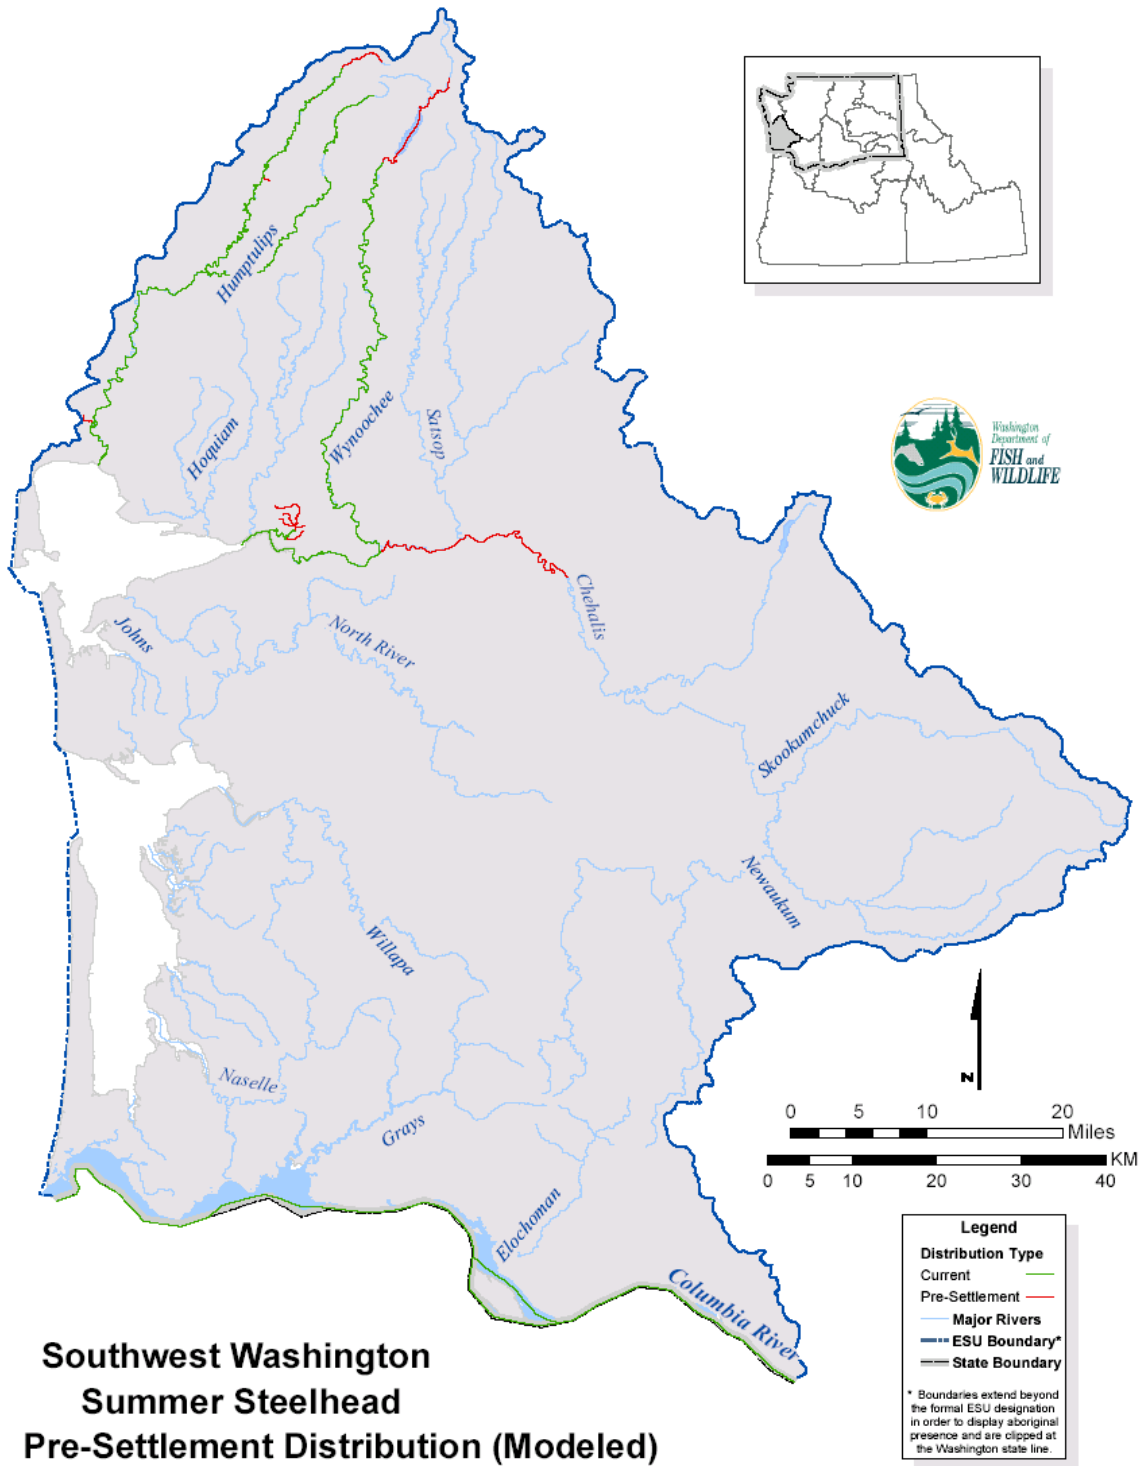 Humptulips
Hoquiam
Wynoochee
Satsop
Washington
Department of
FISH and
WILDLIFE
Chehalis
Johns
North River
Skookumchuck
Newaukum
Willapa
Naselle
Grays
Elochoman
Columbia River
N
0 5 10 20
Miles
KM
0 5 10 20 30 40
Legend
Distribution Type
Current
Pre-Settlement
Major Rivers
ESU Boundary*
State Boundary
* Boundaries extend beyond
the formal ESU designation
in order to display aboriginal
presence and are clipped at
the Washington state line.
Southwest Washington
Summer Steelhead
Pre-Settlement Distribution (Modeled)